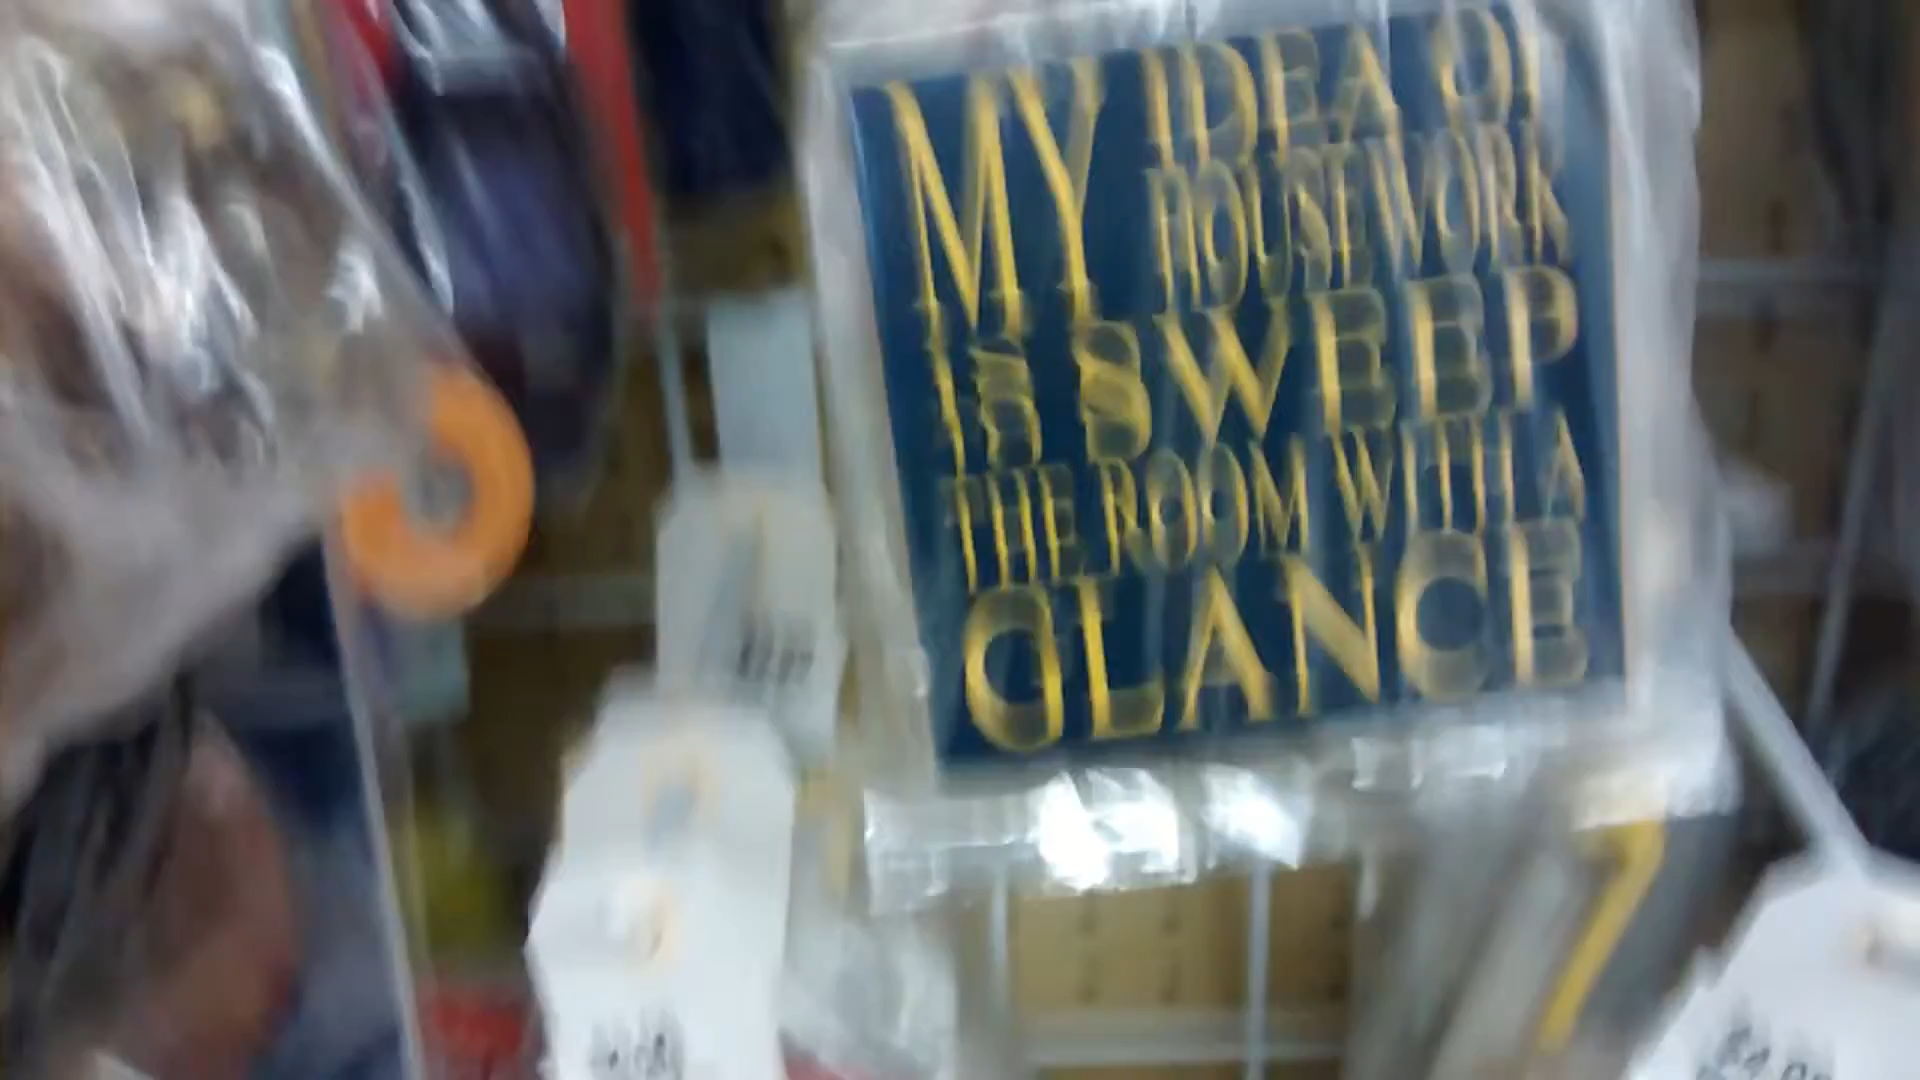 MY IDEA OF
HOUSEWORK
IS SWEEP
THE ROOM WITH A
GLANCE